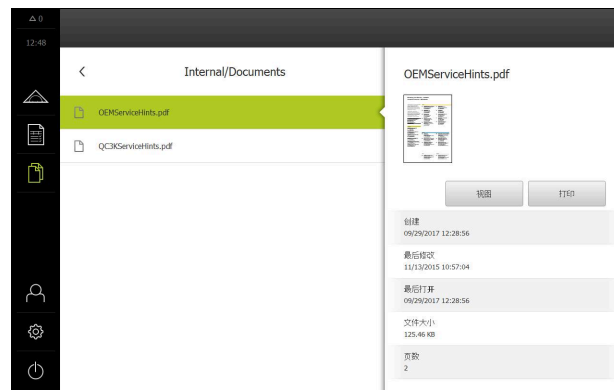 0
12:48
Internal/Documents
OEMServiceHints.pdf
QC3KServiceHints.pdf
OEMServiceHints.pdf
视图
打印
创建
09/29/2017 12:28:56
最后修改
11/13/2015 10:57:04
最后打开
09/29/2017 12:28:56
文件大小
125.46 KB
页数
2